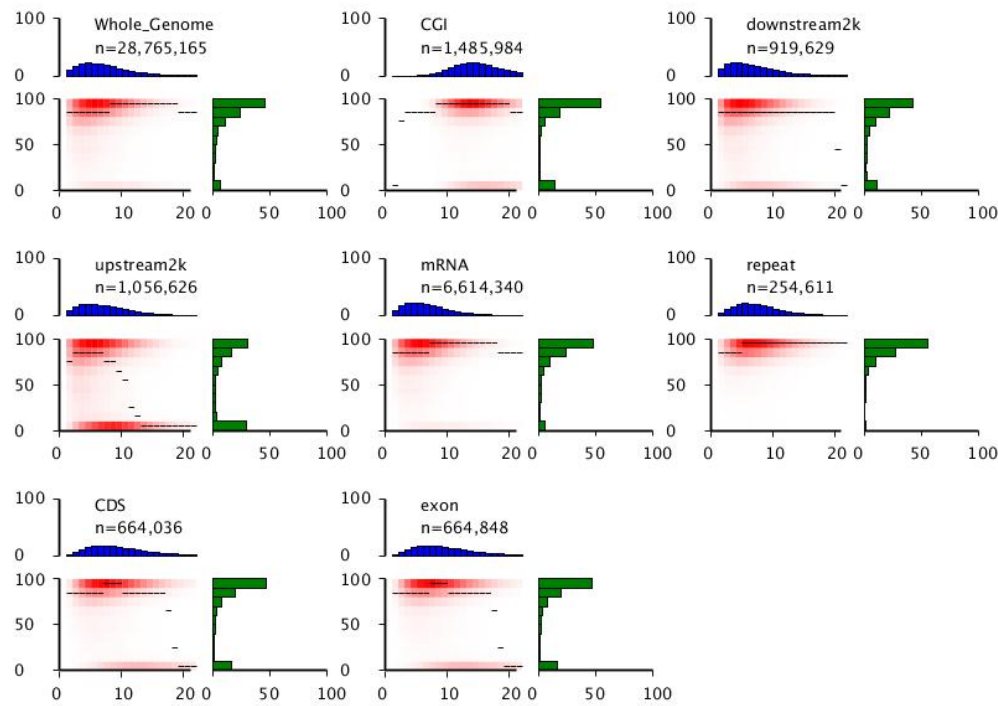 100 Whole_Genome 100 CGI 100 downstream2k
n=28,765,165 n=1,485,984 n=919,629
0 0 0
100 100 100
50 50 50
0 0 0
0 10 20 0 50 100 0 10 20 0 50 100 0 10 20 0 50 100
100 upstream2k 100 mRNA 100 repeat
n=1,056,626 n=6,614,340 n=254,611
0 0 0
100 100 100
50 50 50
0 0 0
0 10 20 0 50 100 0 10 20 0 50 100 0 10 20 0 50 100
100 CDS 100 exon
n=664,036 n=664,848
0 0
100 100
50 50
0 0
0 10 20 0 50 100 0 10 20 0 50 100